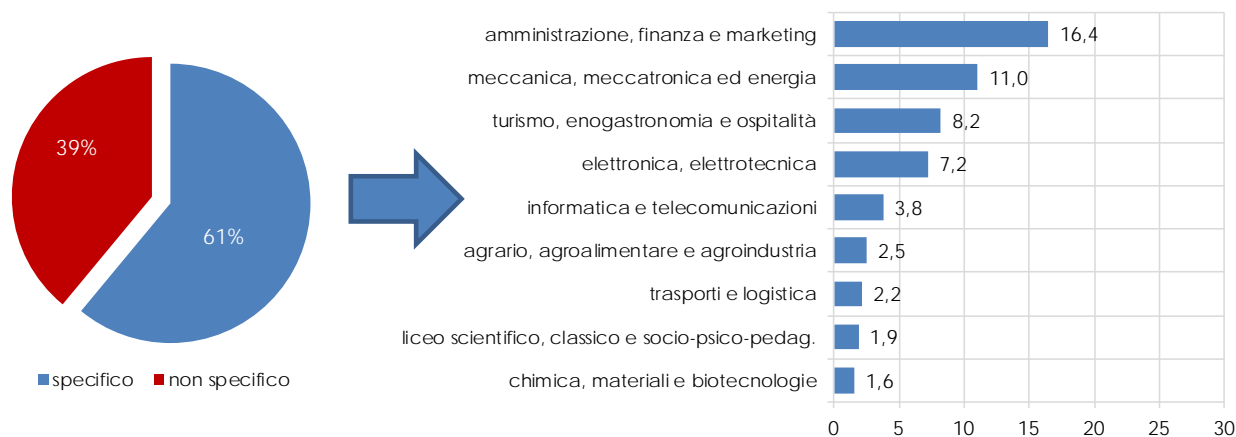 39%
61%
specifico
non specifico
amministrazione, finanza e marketing
16,4
meccanica, meccatronica ed energia
11,0
turismo, enogastronomia e ospitalità
8,2
elettronica, elettrotecnica
7,2
informatica e telecomunicazioni
3,8
agrario, agroalimentare e agroindustria
2,5
trasporti e logistica
2,2
liceo scientifico, classico e socio-psico-pedag.
1,9
chimica, materiali e biotecnologie
1,6
0 5 10 15 20 25 30